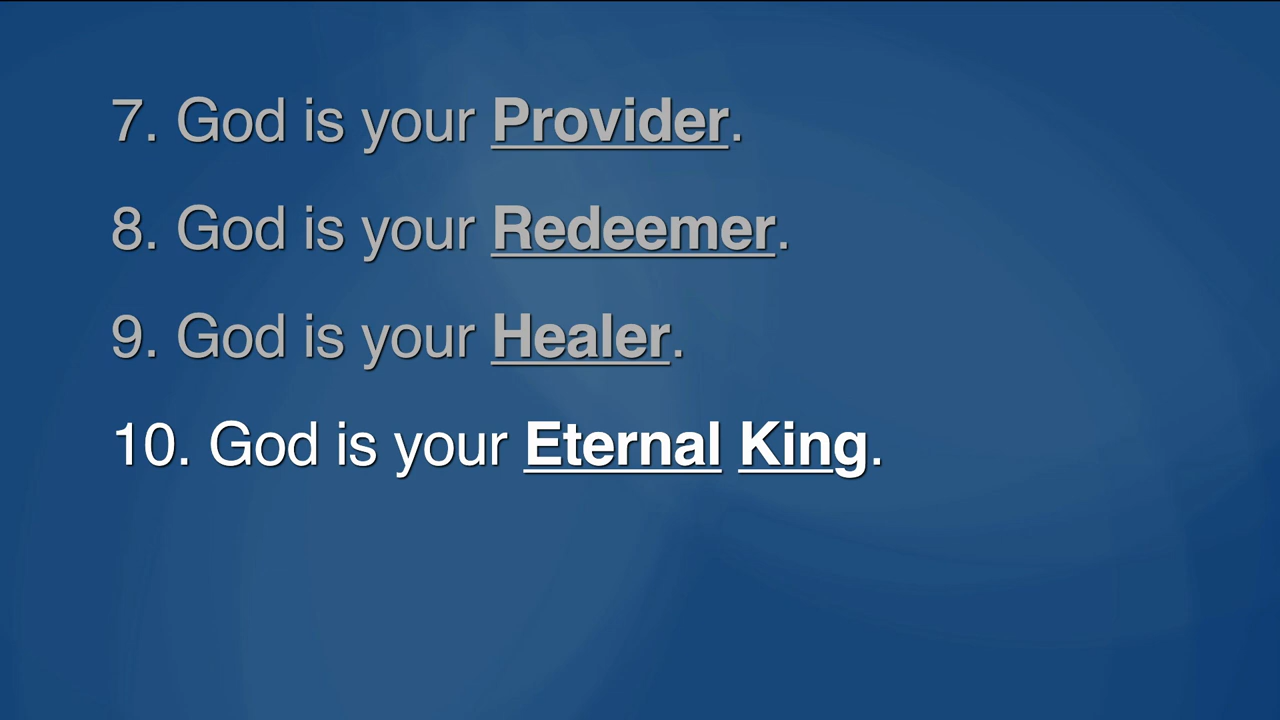 7. God is your Provider.
8. God is your Redeemer.
9. God is your Healer.
10. God is your Eternal King.